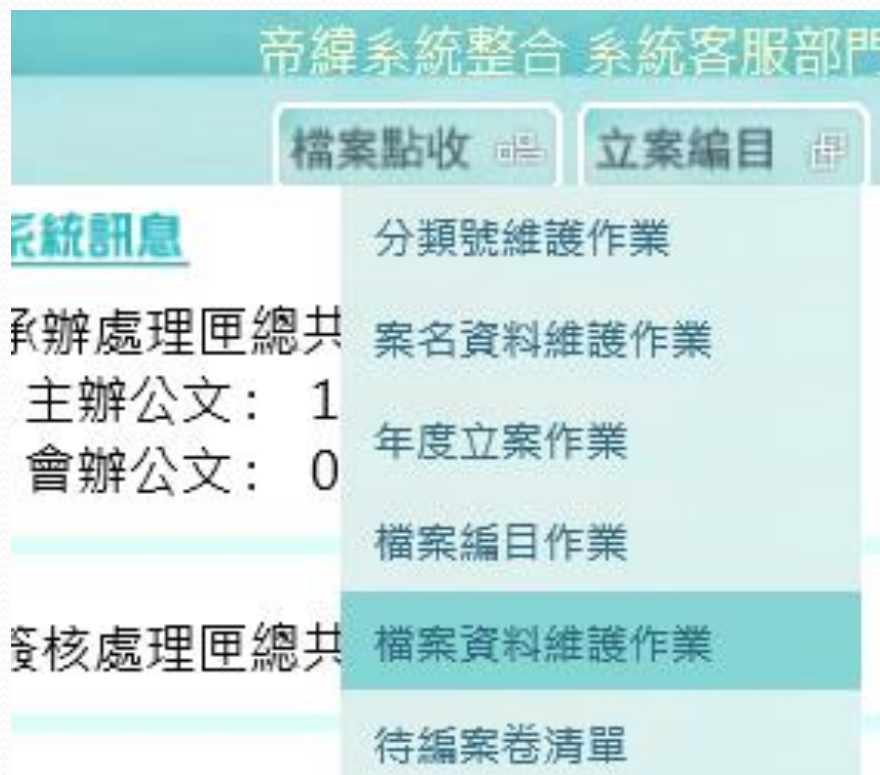 帝緯系統整合 系統客服部門
檔案點收 立案編目
系統訊息
分類號維護作業
承辦處理匣總共
案名資料維護作業
主辦公文： 1
年度立案作業
會辦公文： 0
檔案編目作業
簽核處理匣總共
檔案資料維護作業
待編案卷清單